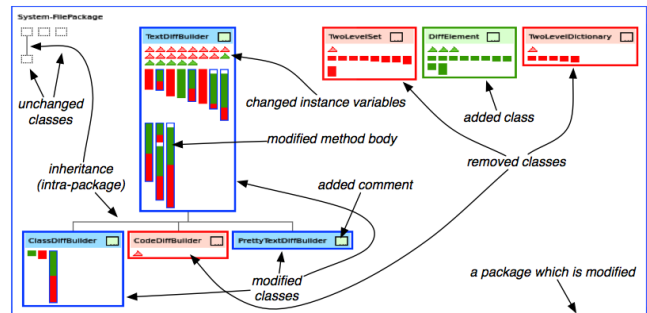 System-FilePackage
TextDiffBuilder
TwoLevelSet
DiffElement
TwoLevelDictionary
unchanged
classes
changed instance variables
added class
modified method body
removed classes
inheritance
(intra-package)
added comment
ClassDiffBuilder
CodeDiffBuilder
PrettyTextDiffBuilder
modified
classes
a package which is modified